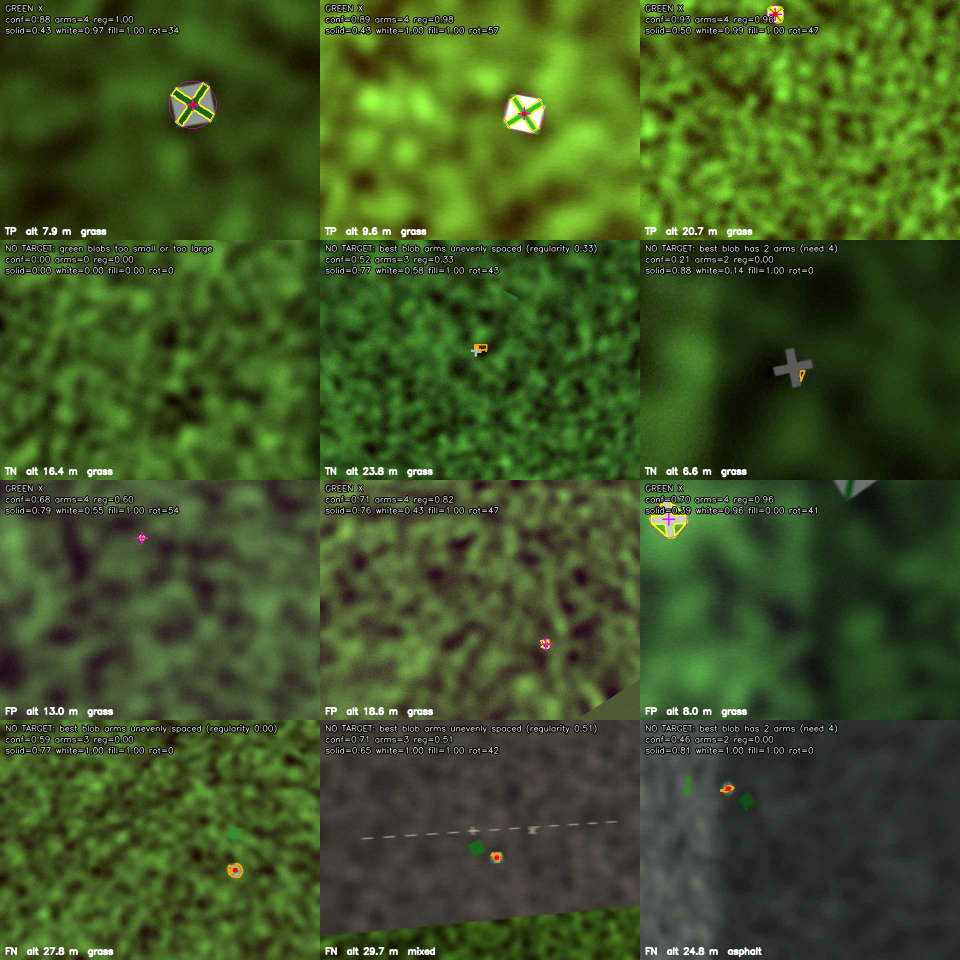 GREEN X
conf=0.88 arms=4 reg=1.00
solid=0.43 white=0.97 fill=1.00 rot=34
TP alt 7.9 m grass
GREEN X
conf=0.89 arms=4 reg=0.98
solid=0.43 white=1.00 fill=1.00 rot=57
TP alt 9.6 m grass
GREEN X
conf=0.93 arms=4 reg=0.96
solid=0.50 white=0.99 fill=1.00 rot=47
TP alt 20.7 m grass
NO TARGET: green blobs too small or too large
conf=0.00 arms=0 reg=0.00
solid=0.00 white=0.00 fill=0.00 rot=0
TN alt 16.4 m grass
NO TARGET: best blob arms unevenly spaced (regularity 0.33)
conf=0.52 arms=3 reg=0.33
solid=0.77 white=0.58 fill=1.00 rot=43
TN alt 23.8 m grass
NO TARGET: best blob has 2 arms (need 4)
conf=0.21 arms=2 reg=0.00
solid=0.88 white=0.14 fill=1.00 rot=0
TN alt 6.6 m grass
GREEN X
conf=0.68 arms=4 reg=0.60
solid=0.79 white=0.55 fill=1.00 rot=54
FP alt 13.0 m grass
GREEN X
conf=0.71 arms=4 reg=0.82
solid=0.76 white=0.43 fill=1.00 rot=47
FP alt 18.6 m grass
GREEN X
conf=0.70 arms=4 reg=0.96
solid=0.39 white=0.96 fill=1.00 rot=41
FP alt 8.0 m grass
NO TARGET: best blob arms unevenly spaced (regularity 0.00)
conf=0.59 arms=3 reg=0.00
solid=0.77 white=1.00 fill=1.00 rot=0
FN alt 27.8 m grass
NO TARGET: best blob arms unevenly spaced (regularity 0.51)
conf=0.71 arms=3 reg=0.51
solid=0.65 white=1.00 fill=1.00 rot=42
FN alt 29.7 m mixed
NO TARGET: best blob has 2 arms (need 4)
conf=0.46 arms=2 reg=0.00
solid=0.81 white=1.00 fill=1.00 rot=0
FN alt 24.8 m asphalt